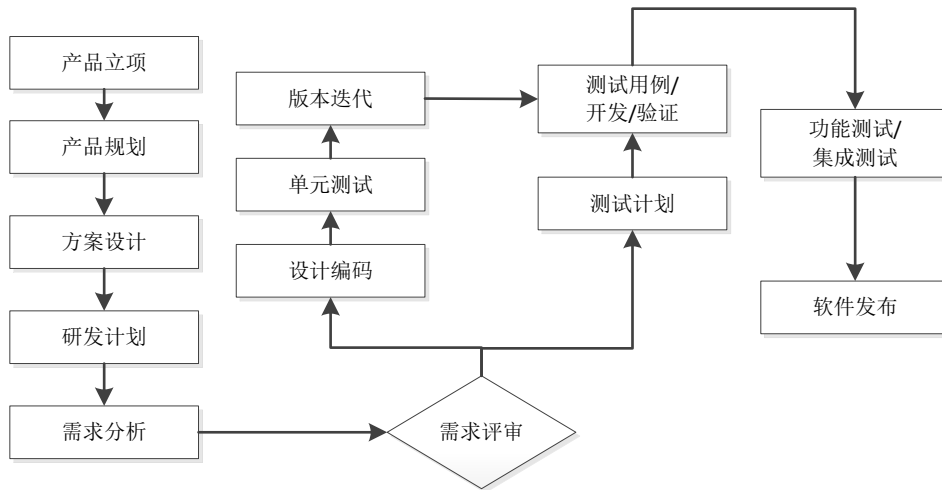 产品立项
产品规划
方案设计
研发计划
需求分析
需求评审
设计编码
单元测试
版本迭代
测试计划
测试用例/
开发/验证
功能测试/
集成测试
软件发布